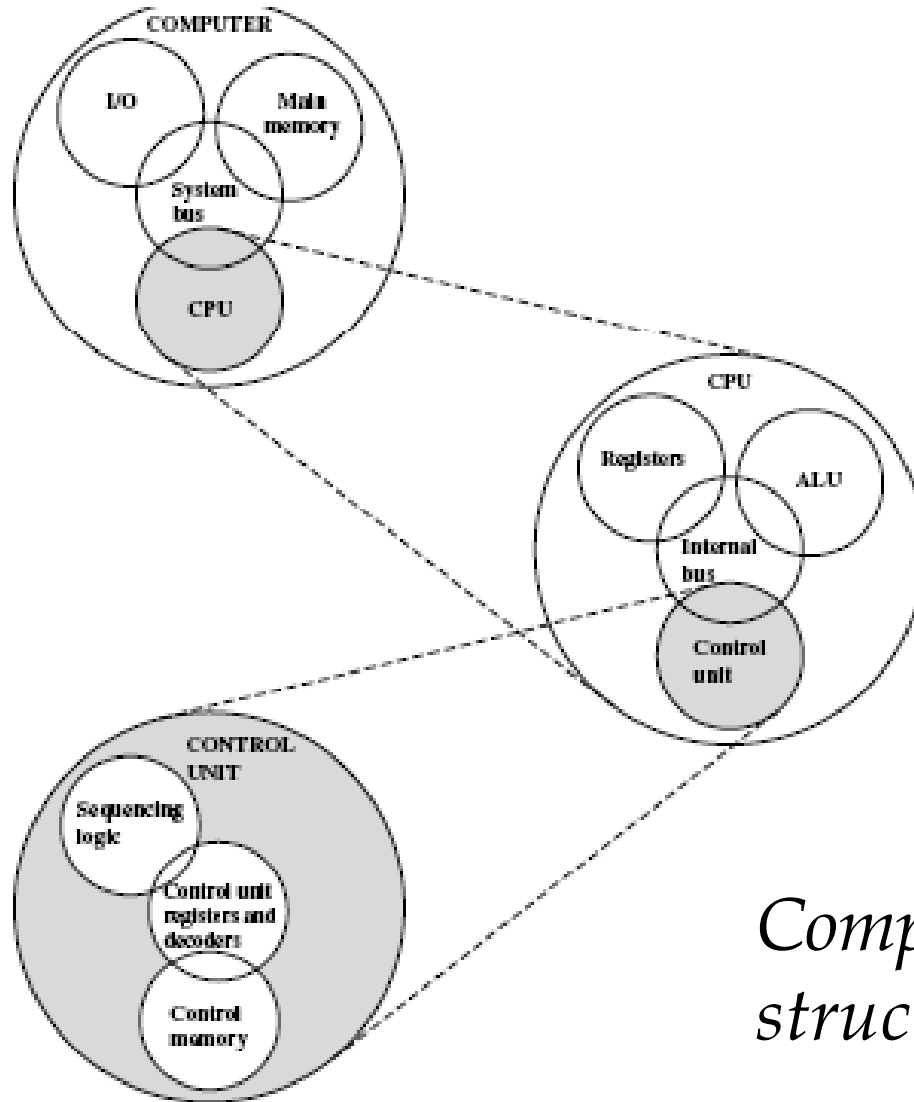 COMPUTER
I/O
Main
memory
System
bus
CPU
CPU
Registers
ALU
Internal
bus
Control
unit
CONTROL
UNIT
Sequencing
logic
Control unit
registers and
decoders
Control
memory
Comp
struc